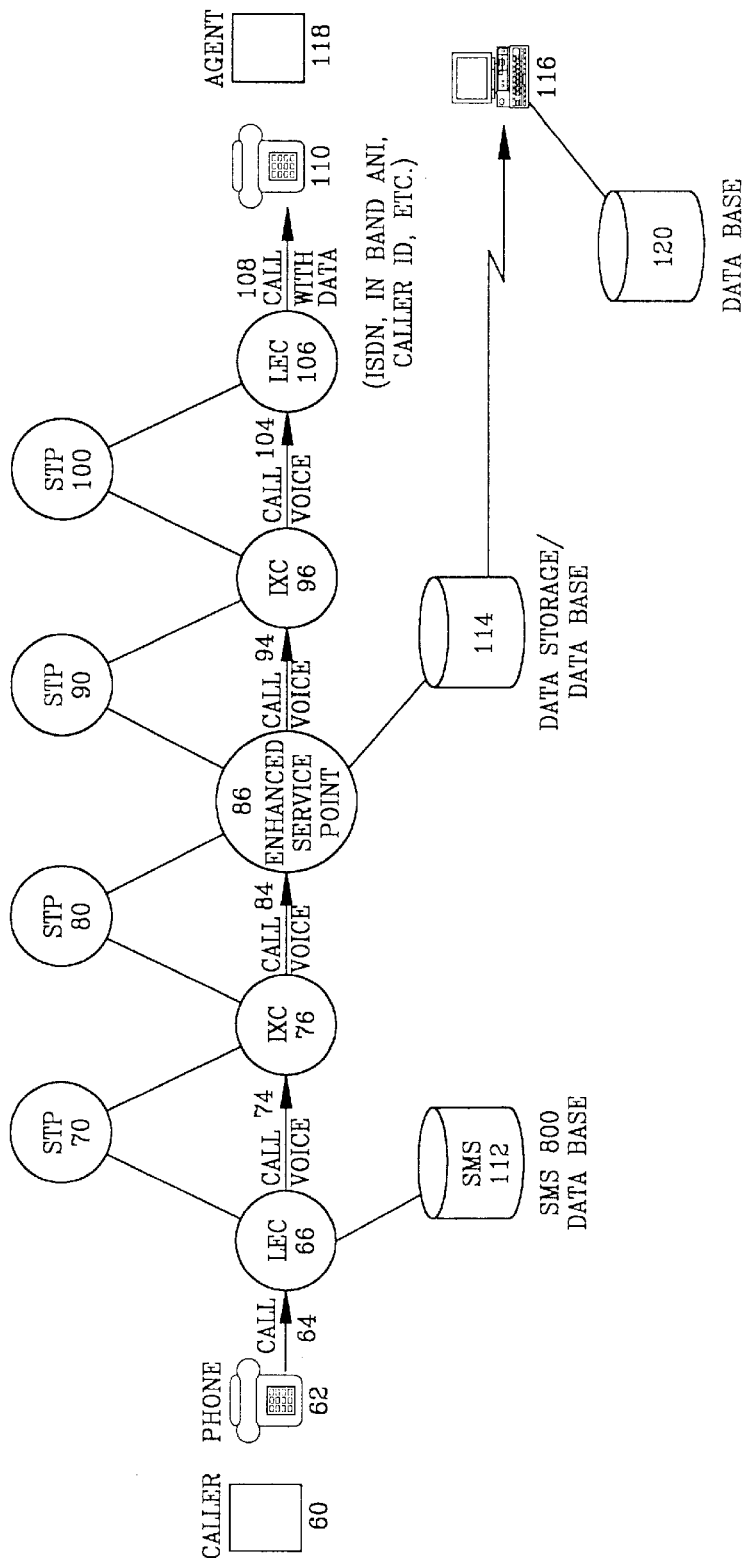 CALLER
60
PHONE
62
CALL
64
LEC
66
STP
70
CALL 74
VOICE
IXC
76
STP
80
CALL 84
VOICE
86
ENHANCED
SERVICE
POINT
STP
90
CALL 94
VOICE
IXC
96
STP
100
CALL 104
VOICE
LEC
106
108
CALL
WITH
DATA
(ISDN, IN BAND ANI,
CALLER ID, ETC.)
110
AGENT
118
SMS
112
SMS 800
DATA BASE
114
DATA STORAGE/
DATA BASE
116
120
DATA BASE